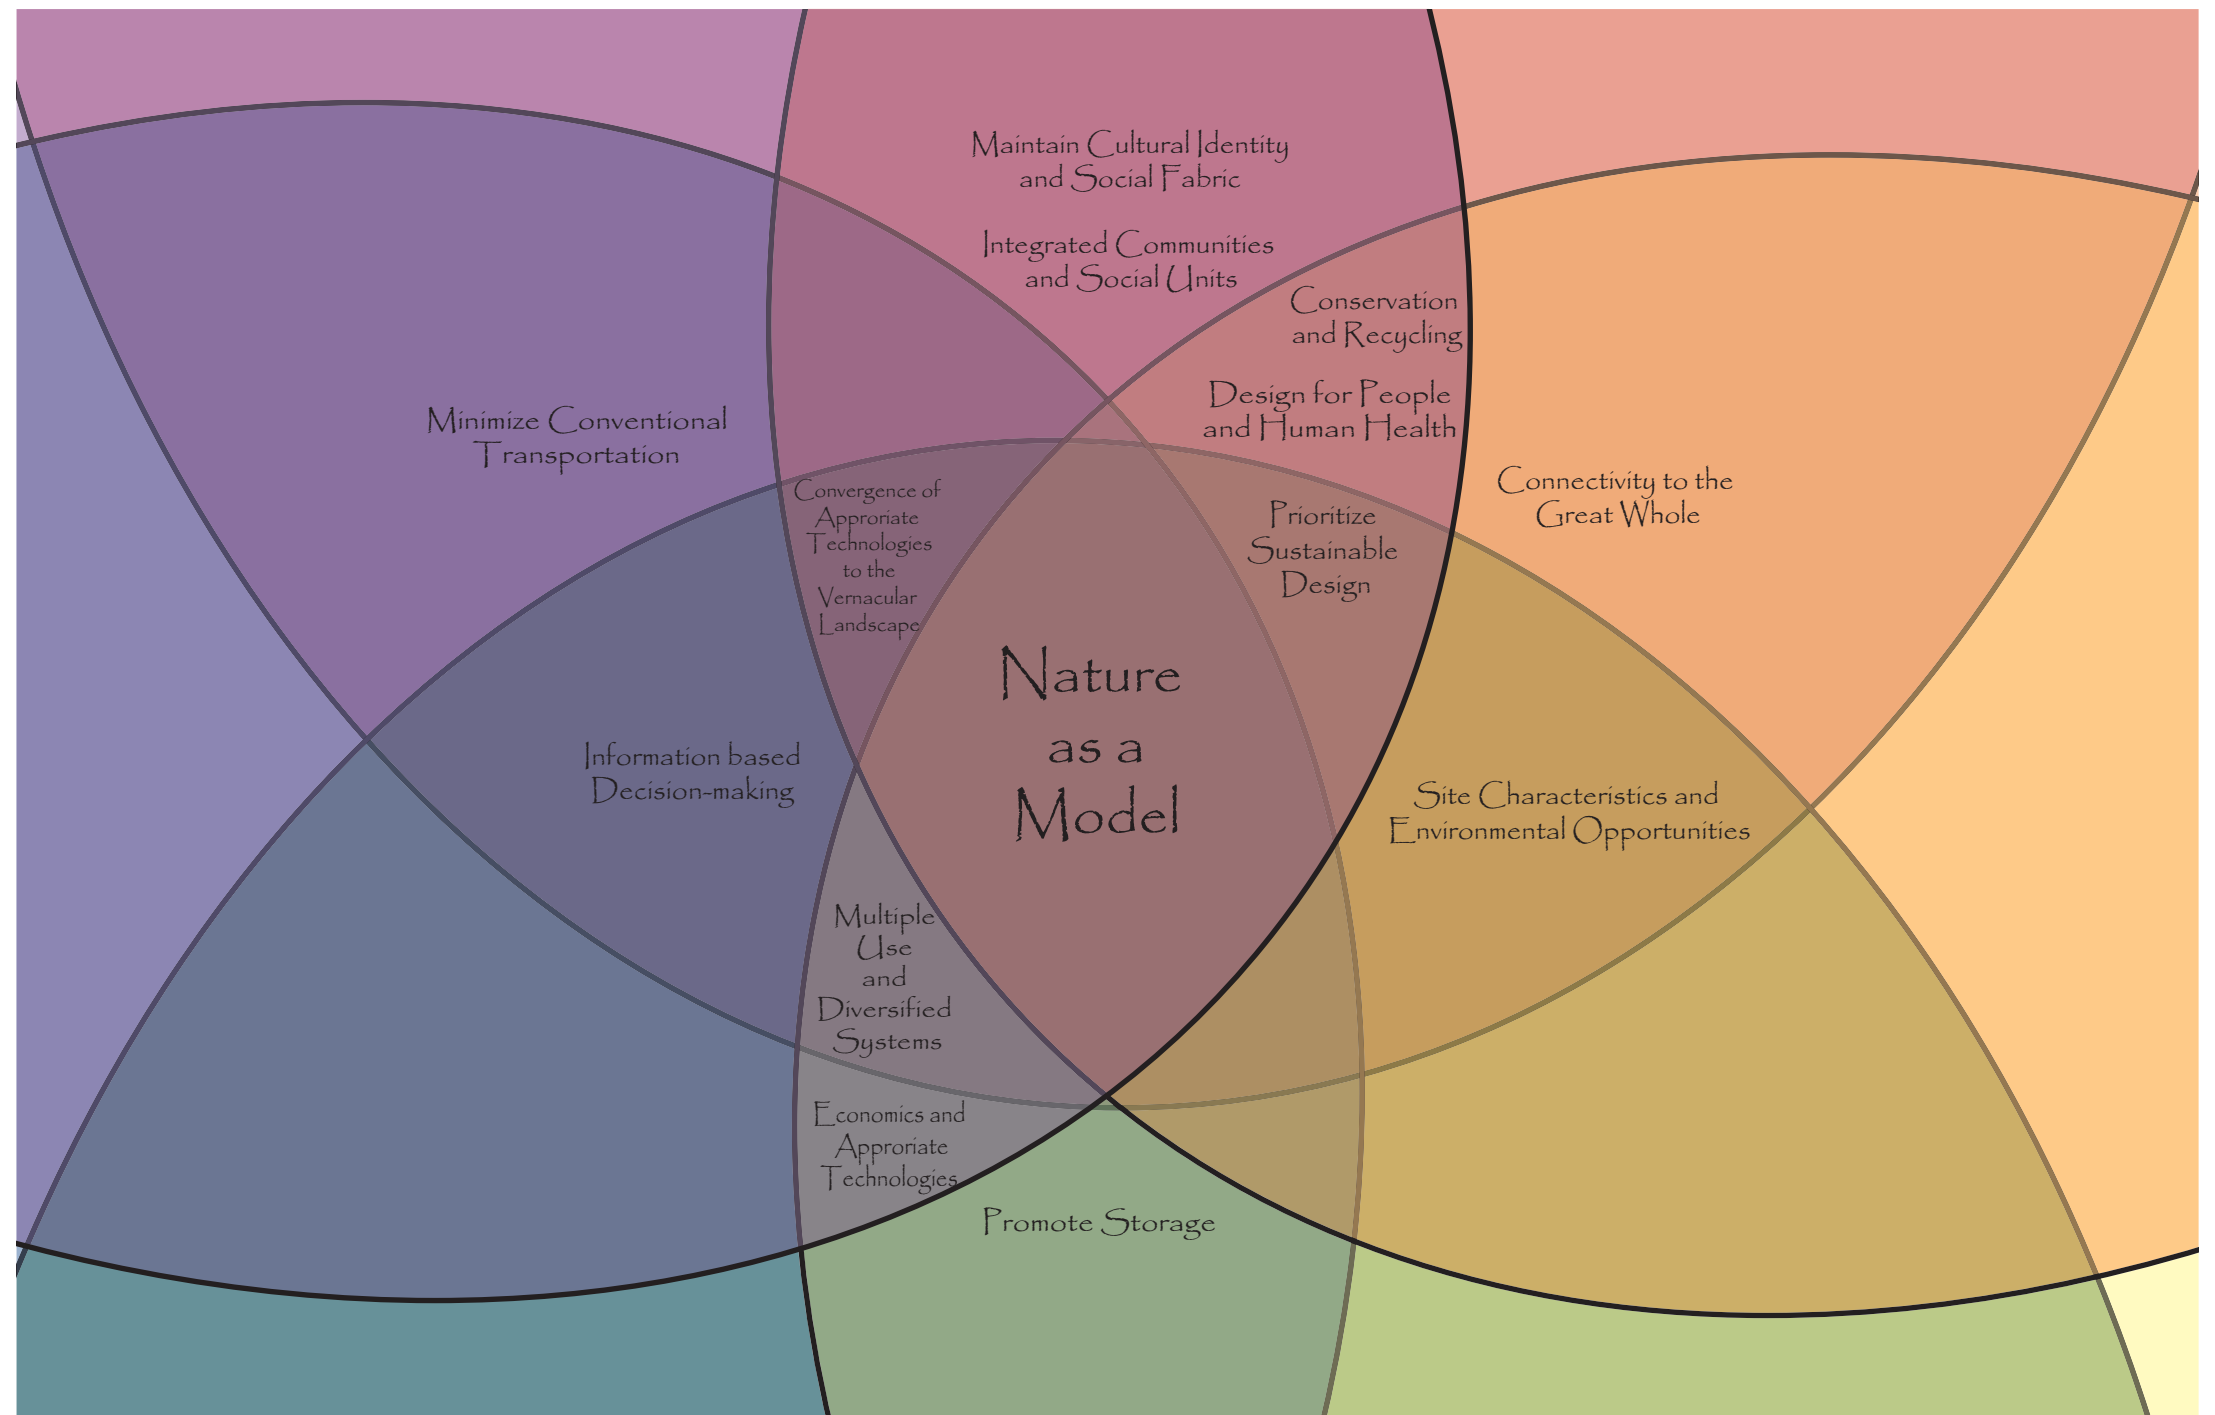 Maintain Cultural Identity
and Social Fabric
Integrated Communities
and Social Units
Conservation
and Recycling
Design for People
and Human Health
Minimize Conventional
Transportation
Connectivity to the
Great Whole
Convergence of
Approriate
Technologies
to the
Vernacular
Landscape
Prioritize
Sustainable
Design
Nature
as a
Model
Information based
Decision-making
Site Characteristics and
Environmental Opportunities
Multiple
Use
and
Diversified
Systems
Economics and
Approriate
Technologies
Promote Storage